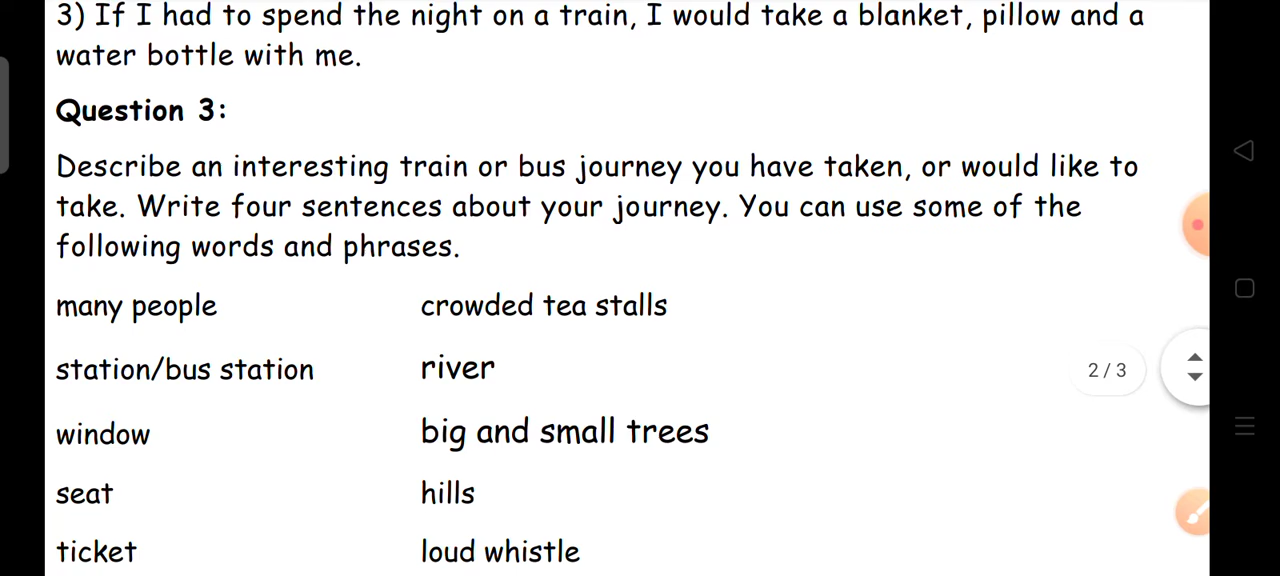 3) If I had to spend the night on a train, I would take a blanket, pillow and a
water bottle with me.
Question 3:
Describe an interesting train or bus journey you have taken, or would like to
take. Write four sentences about your journey. You can use some of the
following words and phrases.
many people crowded tea stalls
station/bus station river
2/3
window big and small trees
seat hills
ticket loud whistle